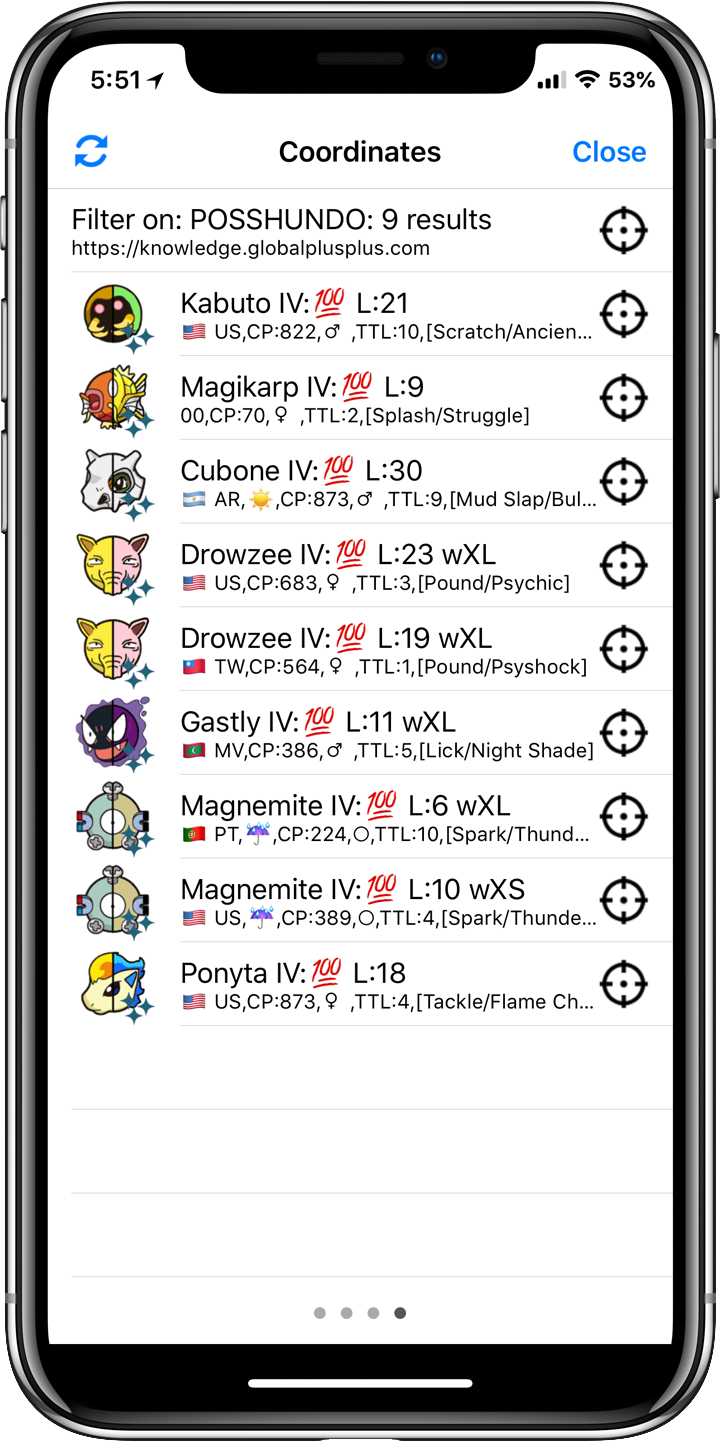 5:51 53%
Coordinates Close
Filter on: POSSHUNDO: 9 results
https://knowledge.globalplusplus.com
Kabuto IV:💯 L:21
🇺🇸 US,CP:822,♂ ,TTL:10,[Scratch/Ancien...
Magikarp IV:💯 L:9
00,CP:70,♀ ,TTL:2,[Splash/Struggle]
Cubone IV:💯 L:30
🇦🇷 AR,☀️,CP:873,♂ ,TTL:9,[Mud Slap/Bul...
Drowzee IV:💯 L:23 wXL
🇺🇸 US,CP:683,♀ ,TTL:3,[Pound/Psychic]
Drowzee IV:💯 L:19 wXL
🇹🇼 TW,CP:564,♀ ,TTL:1,[Pound/Psyshock]
Gastly IV:💯 L:11 wXL
🇲🇻 MV,CP:386,♂ ,TTL:5,[Lick/Night Shade]
Magnemite IV:💯 L:6 wXL
🇵🇹 PT,☔,CP:224,○,TTL:10,[Spark/Thund...
Magnemite IV:💯 L:10 wXS
🇺🇸 US,☔,CP:389,○,TTL:4,[Spark/Thunde...
Ponyta IV:💯 L:18
🇺🇸 US,CP:873,♀ ,TTL:4,[Tackle/Flame Ch...